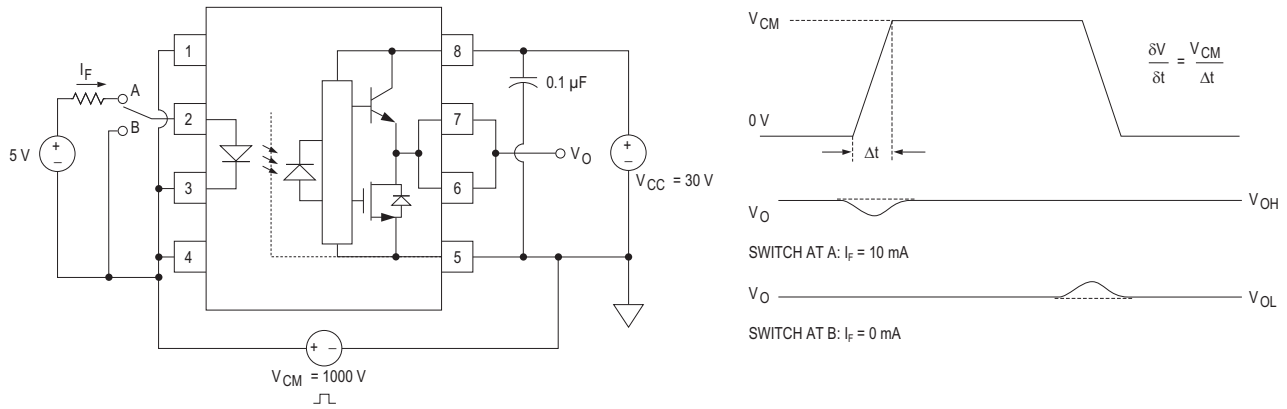 1
2
3
4
8
7
6
5
I_F
A
B
5 V
+
–
0.1 µF
V_O
+
–
V_CC = 30 V
+ –
V_CM = 1000 V
V_CM
0 V
Δt
δV/δt = V_CM/Δt
V_O
V_OH
SWITCH AT A: I_F = 10 mA
V_O
V_OL
SWITCH AT B: I_F = 0 mA